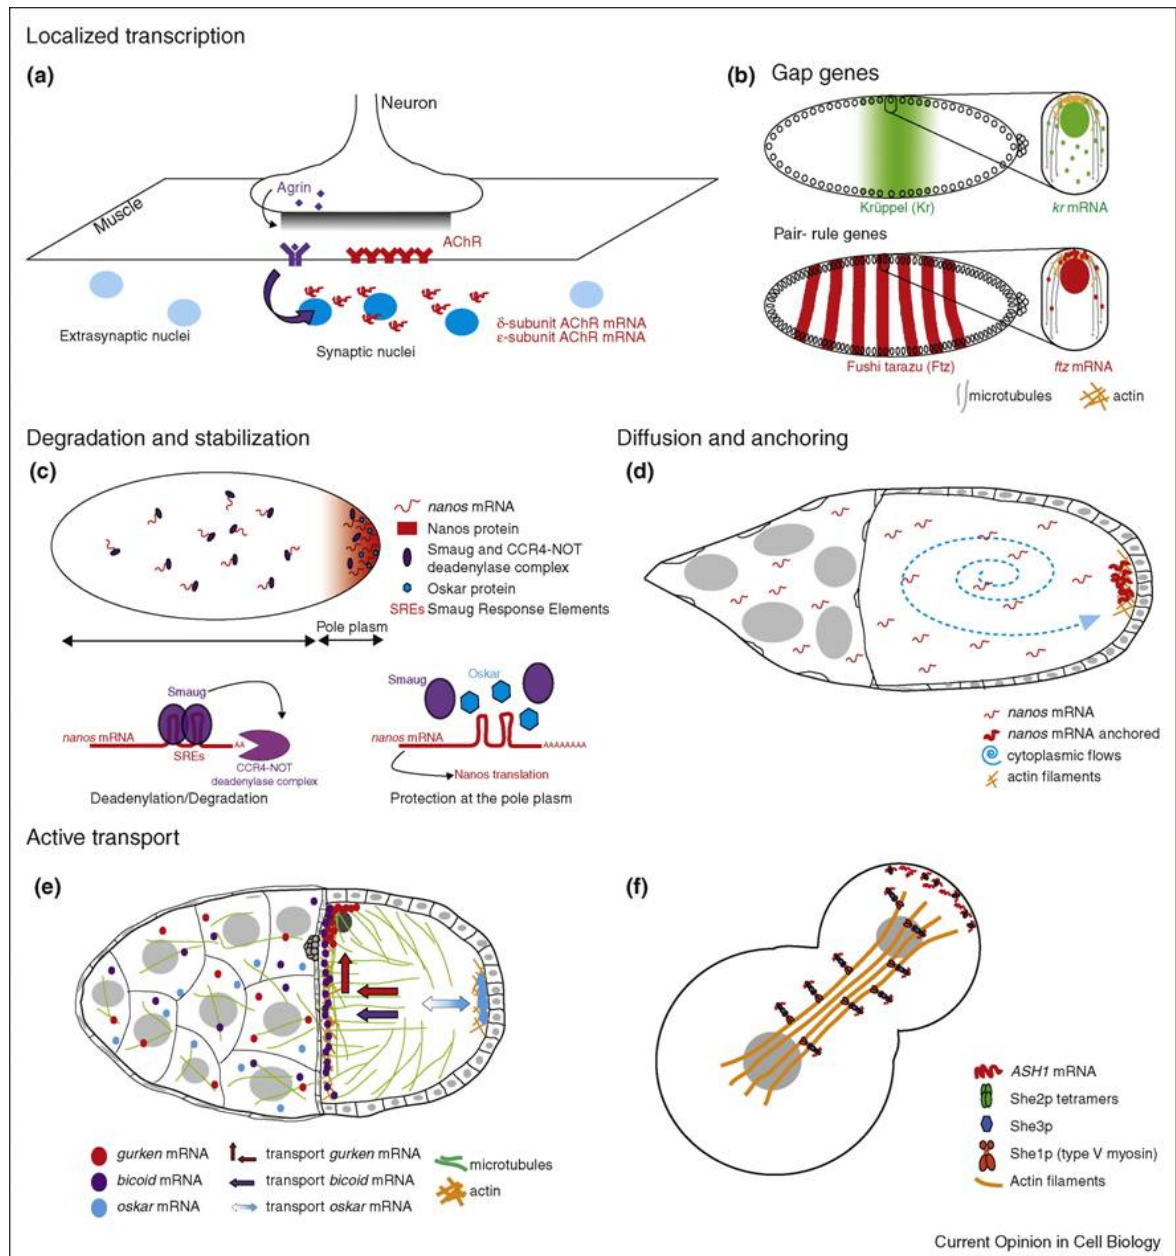 Localized transcription
(a)
Neuron
Agrin
Muscle
AChR
Extrasynaptic nuclei
Synaptic nuclei
δ-subunit AChR mRNA
ε-subunit AChR mRNA
(b) Gap genes
Krüppel (Kr)
kr mRNA
Pair- rule genes
Fushi tarazu (Ftz)
ftz mRNA
microtubules
actin
Degradation and stabilization
(c)
nanos mRNA
Nanos protein
Smaug and CCR4-NOT
deadenylase complex
Oskar protein
SREs Smaug Response Elements
Pole plasm
Smaug
nanos mRNA
SREs
AA
CCR4-NOT
deadenylase complex
Deadenylation/Degradation
Smaug
Oskar
nanos mRNA
AAAAAAAA
Nanos translation
Protection at the pole plasm
Diffusion and anchoring
(d)
nanos mRNA
nanos mRNA anchored
cytoplasmic flows
actin filaments
Active transport
(e)
gurken mRNA
bicoid mRNA
oskar mRNA
transport gurken mRNA
transport bicoid mRNA
transport oskar mRNA
microtubules
actin
(f)
ASH1 mRNA
She2p tetramers
She3p
She1p (type V myosin)
Actin filaments
Current Opinion in Cell Biology